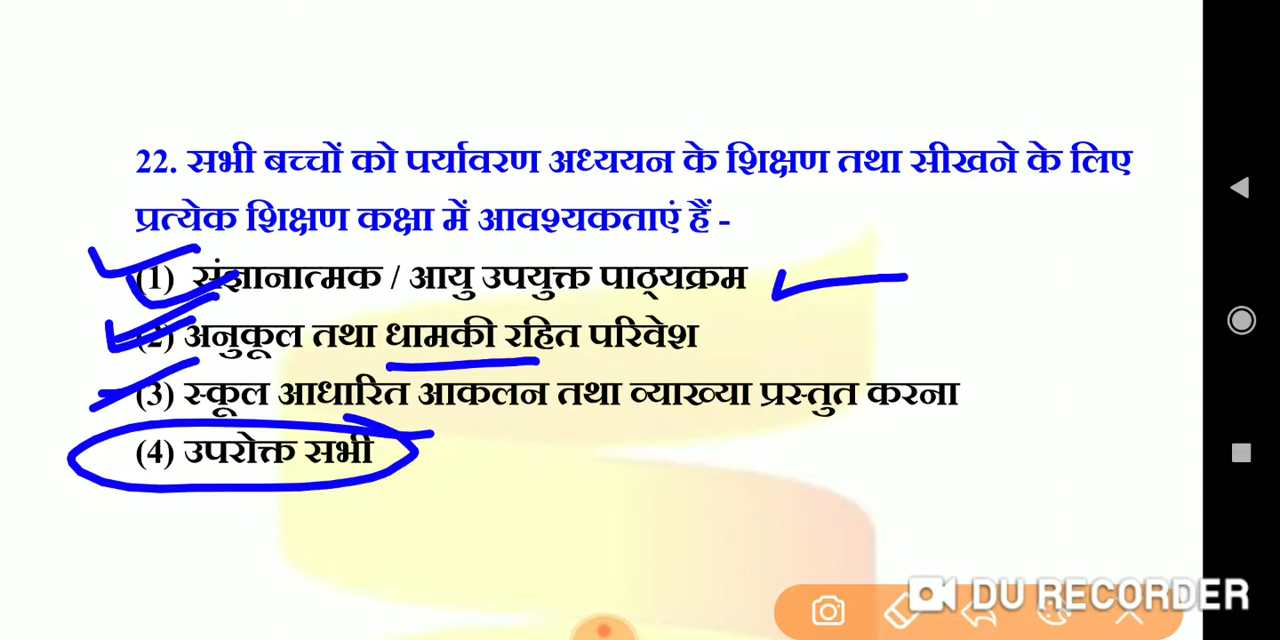 22. सभी बच्चों को पर्यावरण अध्ययन के शिक्षण तथा सीखने के लिए
प्रत्येक शिक्षण कक्षा में आवश्यकताएं हैं -
(1) संज्ञानात्मक / आयु उपयुक्त पाठ्यक्रम
(2) अनुकूल तथा धामकी रहित परिवेश
(3) स्कूल आधारित आकलन तथा व्याख्या प्रस्तुत करना
(4) उपरोक्त सभी
DU RECORDER